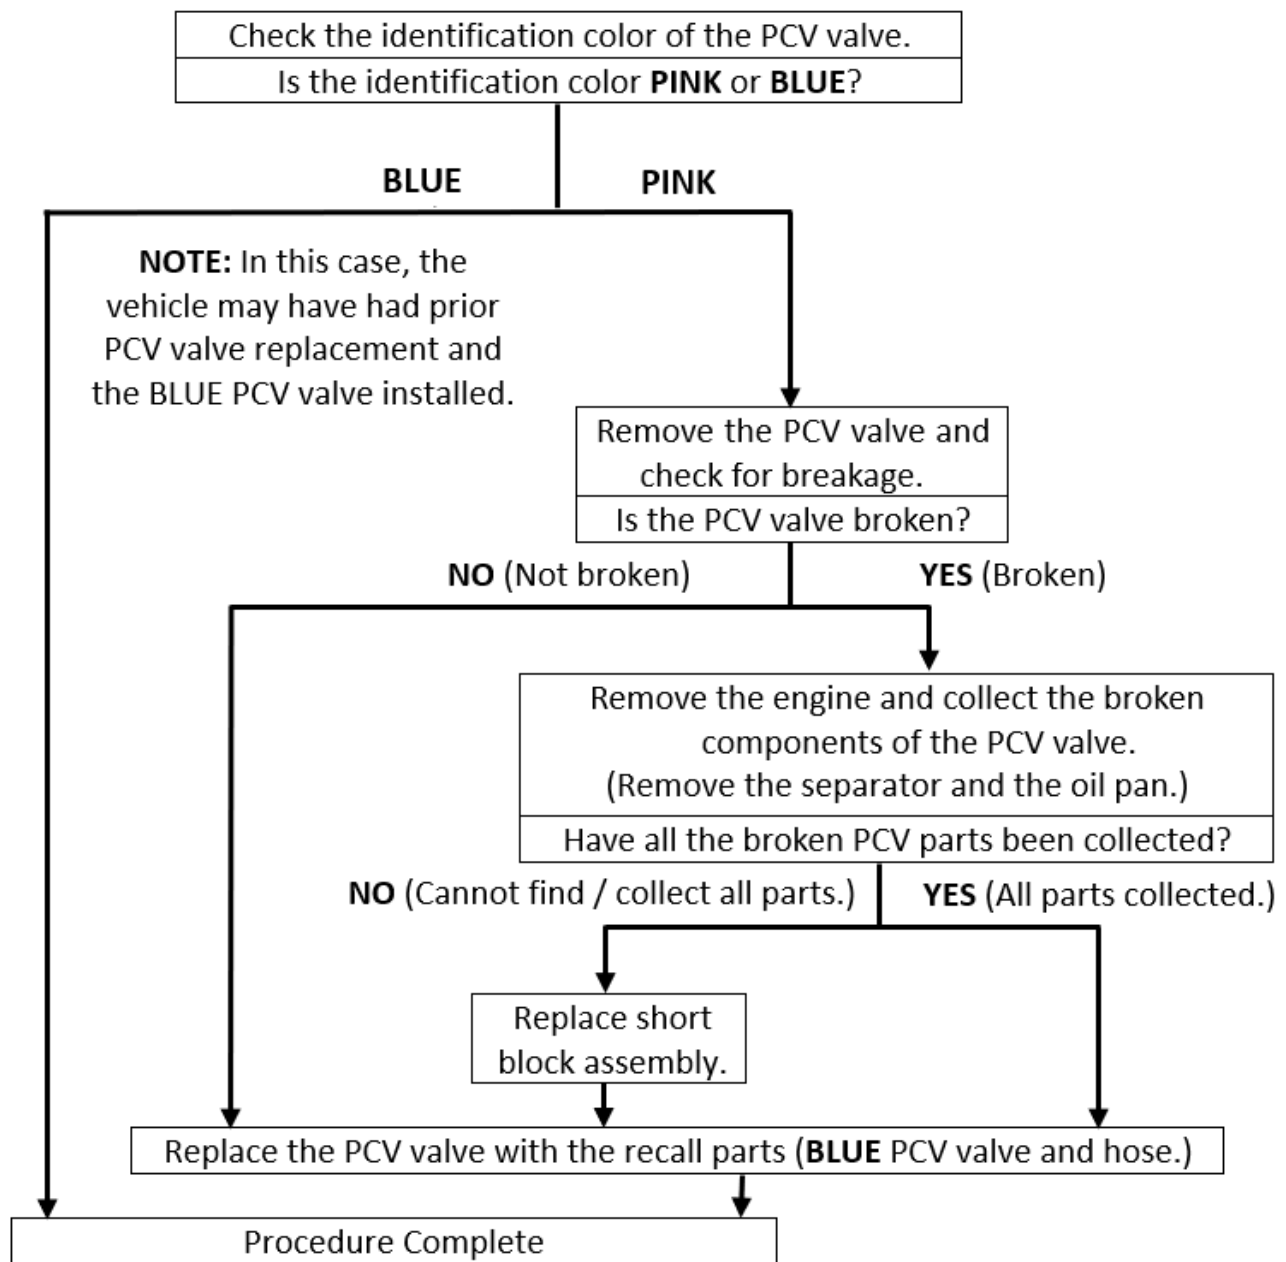 Check the identification color of the PCV valve.
Is the identification color PINK or BLUE?
BLUE
PINK
NOTE: In this case, the
vehicle may have had prior
PCV valve replacement and
the BLUE PCV valve installed.
Remove the PCV valve and
check for breakage.
Is the PCV valve broken?
NO (Not broken)
YES (Broken)
Remove the engine and collect the broken
components of the PCV valve.
(Remove the separator and the oil pan.)
Have all the broken PCV parts been collected?
NO (Cannot find / collect all parts.)
YES (All parts collected.)
Replace short
block assembly.
Replace the PCV valve with the recall parts (BLUE PCV valve and hose.)
Procedure Complete